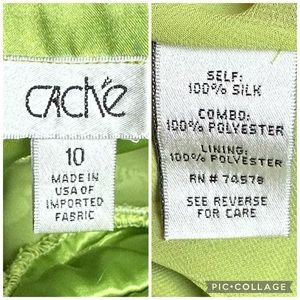 CACHÉ
10
MADE IN
USA OF
IMPORTED
FABRIC
SELF:
100% SILK
COMBO:
100% POLYESTER
LINING:
100% POLYESTER
RN # 74578
SEE REVERSE
FOR CARE
PIC•COLLAGE